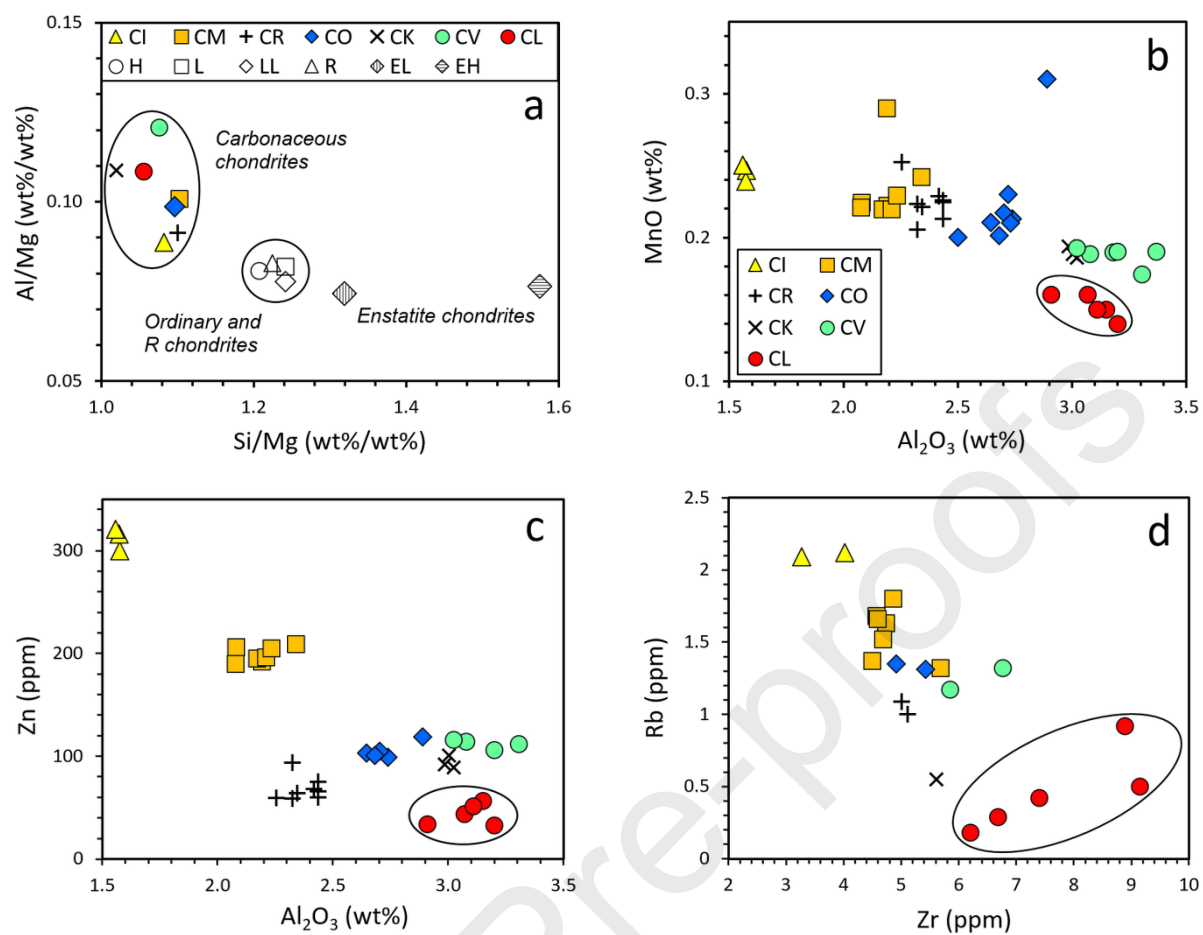 0.15
CI CM CR CO CK CV CL
H L LL R EL EH
a
Carbonaceous
chondrites
0.10
Ordinary and
R chondrites
Enstatite chondrites
0.05
1.0 1.2 1.4 1.6
Al/Mg (wt%/wt%)
Si/Mg (wt%/wt%)
b
0.3
0.2
0.1
CI CM
CR CO
CK CV
CL
1.5 2.0 2.5 3.0 3.5
MnO (wt%)
Al₂O₃ (wt%)
c
300
200
100
0
1.5 2.0 2.5 3.0 3.5
Zn (ppm)
Al₂O₃ (wt%)
d
2.5
2
1.5
1
0.5
0
2 3 4 5 6 7 8 9 10
Rb (ppm)
Zr (ppm)
Pre-proofs